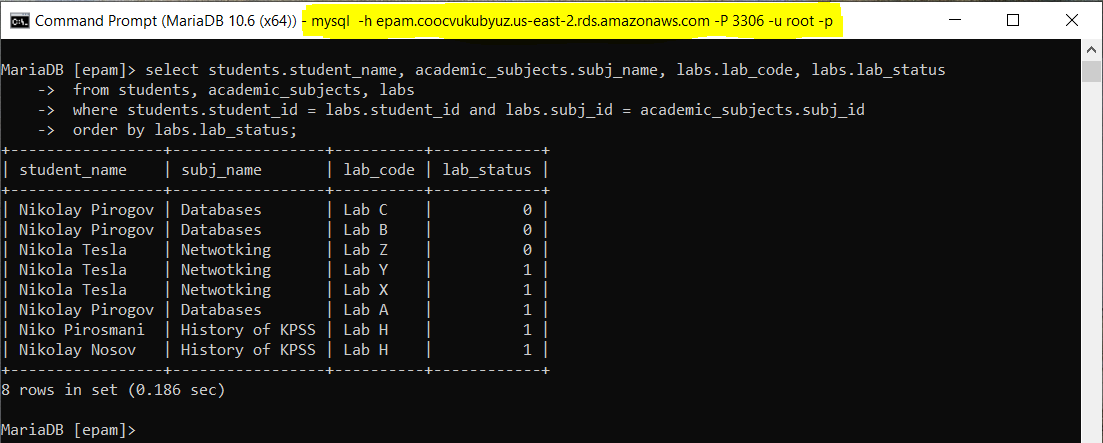 Command Prompt (MariaDB 10.6 (x64)) - mysql  -h epam.coocvukubyuz.us-east-2.rds.amazonaws.com -P 3306 -u root -p
MariaDB [epam]> select students.student_name, academic_subjects.subj_name, labs.lab_code, labs.lab_status
    ->  from students, academic_subjects, labs
    ->  where students.student_id = labs.student_id and labs.subj_id = academic_subjects.subj_id
    ->  order by labs.lab_status;
+-----------------+-----------------+----------+------------+
| student_name    | subj_name       | lab_code | lab_status |
+-----------------+-----------------+----------+------------+
| Nikolay Pirogov | Databases       | Lab C    |          0 |
| Nikolay Pirogov | Databases       | Lab B    |          0 |
| Nikola Tesla    | Netwotking      | Lab Z    |          0 |
| Nikola Tesla    | Netwotking      | Lab Y    |          1 |
| Nikola Tesla    | Netwotking      | Lab X    |          1 |
| Nikolay Pirogov | Databases       | Lab A    |          1 |
| Niko Pirosmani  | History of KPSS | Lab H    |          1 |
| Nikolay Nosov   | History of KPSS | Lab H    |          1 |
+-----------------+-----------------+----------+------------+
8 rows in set (0.186 sec)
MariaDB [epam]>